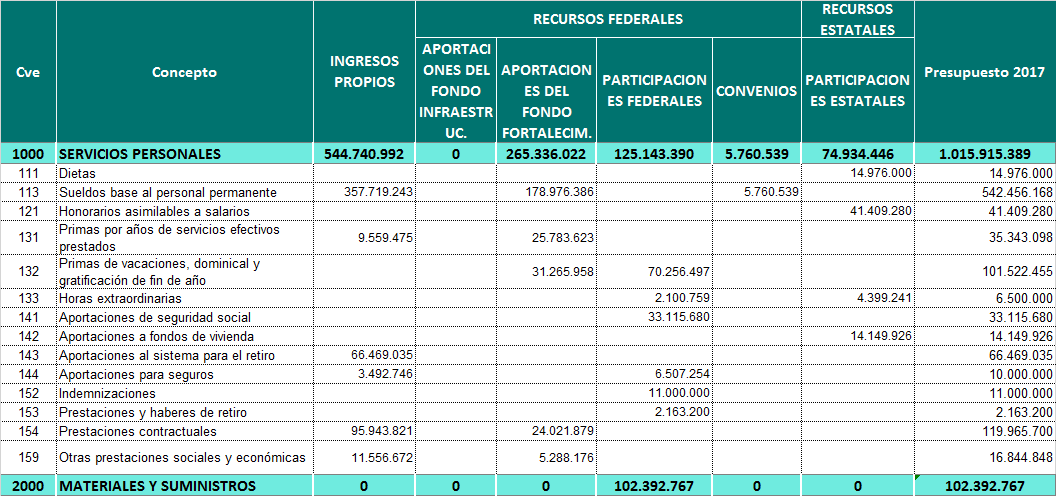 RECURSOS FEDERALES
RECURSOS
ESTATALES
Cve
Concepto
INGRESOS
PROPIOS
APORTACI
ONES DEL
FONDO
INFRAESTR
UC.
APORTACION
ES DEL
FONDO
FORTALECIM.
PARTICIPACION
ES FEDERALES
CONVENIOS
PARTICIPACION
ES ESTATALES
Presupuesto 2017
1000 SERVICIOS PERSONALES 544.740.992 0 265.336.022 125.143.390 5.760.539 74.934.446 1.015.915.389
111 Dietas 14.976.000 14.976.000
113 Sueldos base al personal permanente 357.719.243 178.976.386 5.760.539 542.456.168
121 Honorarios asimilables a salarios 41.409.280 41.409.280
131 Primas por años de servicios efectivos
prestados 9.559.475 25.783.623 35.343.098
132 Primas de vacaciones, dominical y
gratificación de fin de año 31.265.958 70.256.497 101.522.455
133 Horas extraordinarias 2.100.759 4.399.241 6.500.000
141 Aportaciones de seguridad social 33.115.680 33.115.680
142 Aportaciones a fondos de vivienda 14.149.926 14.149.926
143 Aportaciones al sistema para el retiro 66.469.035 66.469.035
144 Aportaciones para seguros 3.492.746 6.507.254 10.000.000
152 Indemnizaciones 11.000.000 11.000.000
153 Prestaciones y haberes de retiro 2.163.200 2.163.200
154 Prestaciones contractuales 95.943.821 24.021.879 119.965.700
159 Otras prestaciones sociales y económicas 11.556.672 5.288.176 16.844.848
2000 MATERIALES Y SUMINISTROS 0 0 0 102.392.767 0 0 102.392.767